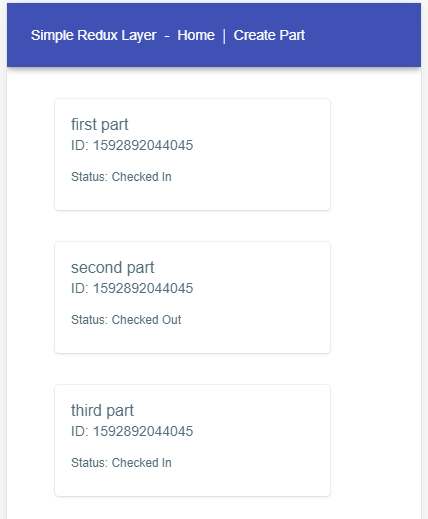 Simple Redux Layer - Home | Create Part
first part
ID: 1592892044045
Status: Checked In
second part
ID: 1592892044045
Status: Checked Out
third part
ID: 1592892044045
Status: Checked In